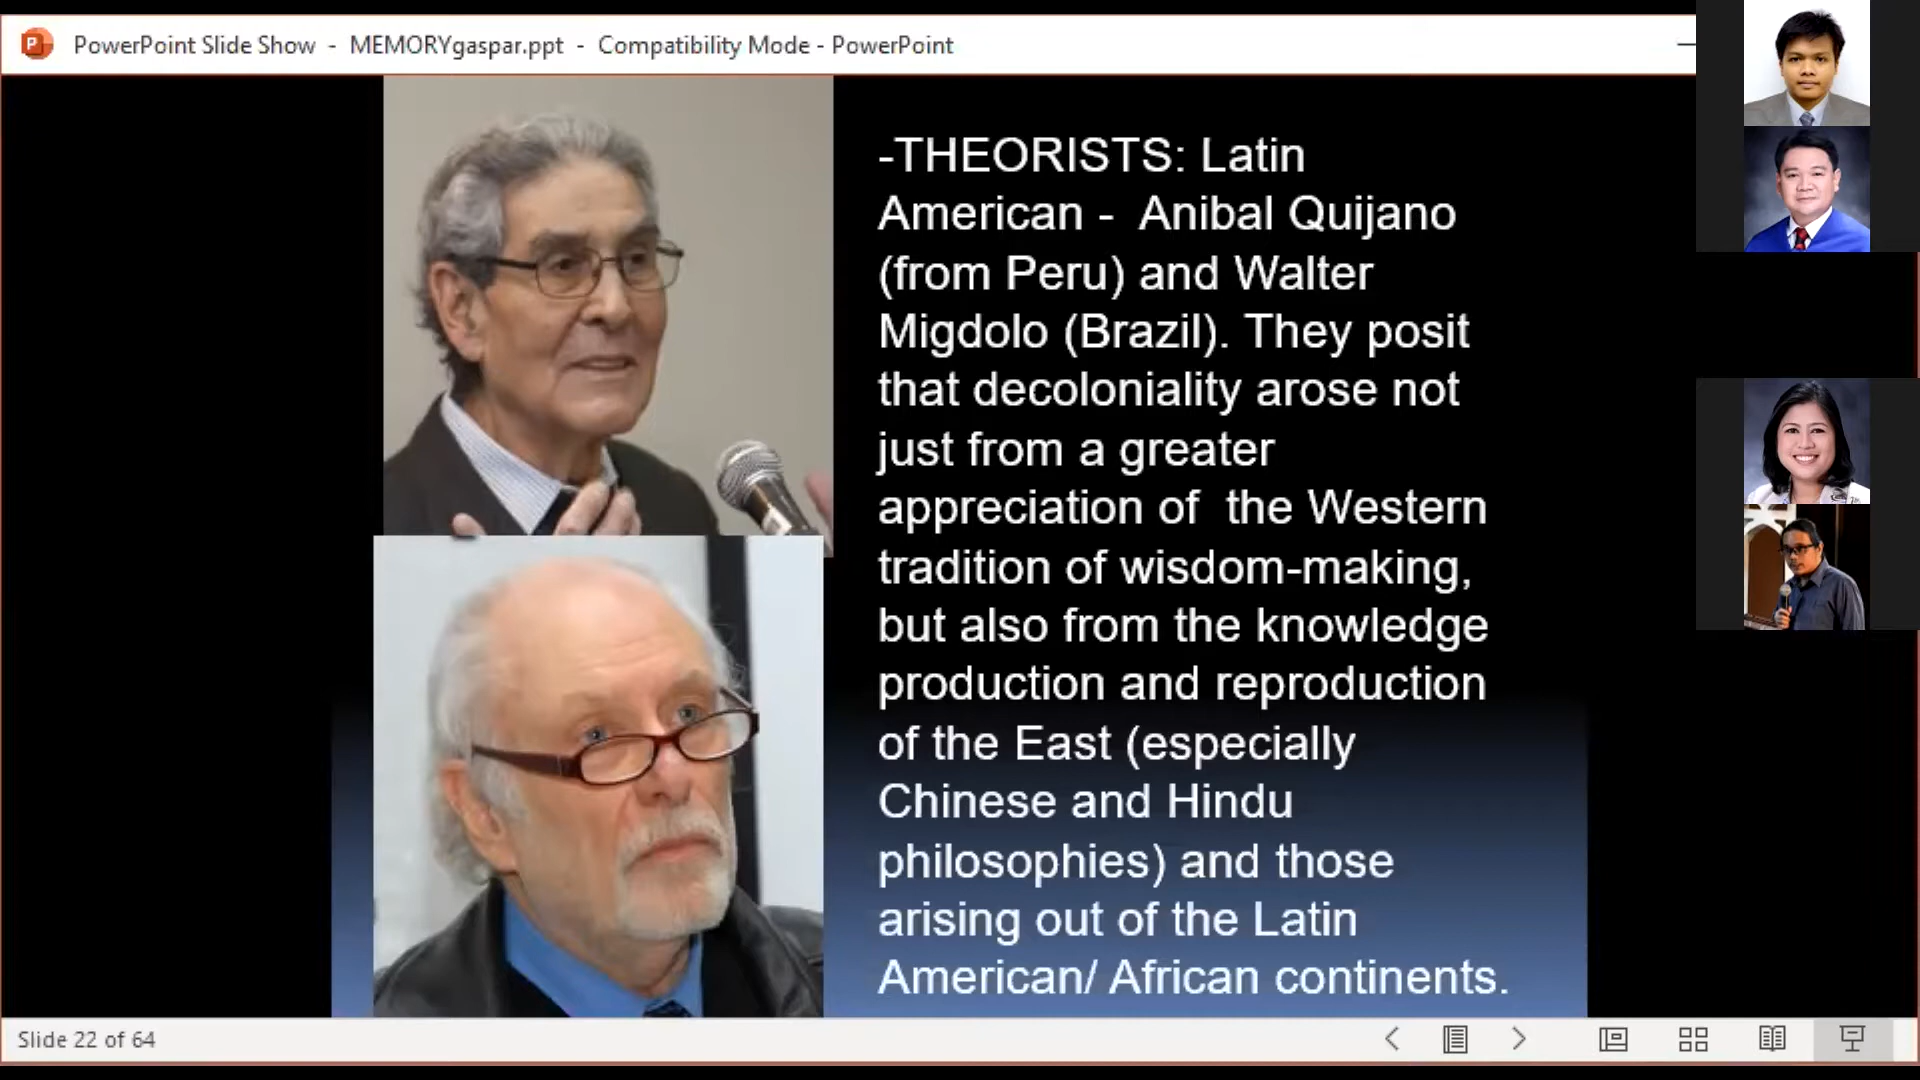 PowerPoint Slide Show - MEMORYgaspar.ppt - Compatibility Mode - PowerPoint
-THEORISTS: Latin
American - Anibal Quijano
(from Peru) and Walter
Migdolo (Brazil). They posit
that decoloniality arose not
just from a greater
appreciation of the Western
tradition of wisdom-making,
but also from the knowledge
production and reproduction
of the East (especially
Chinese and Hindu
philosophies) and those
arising out of the Latin
American/ African continents.
Slide 22 of 64